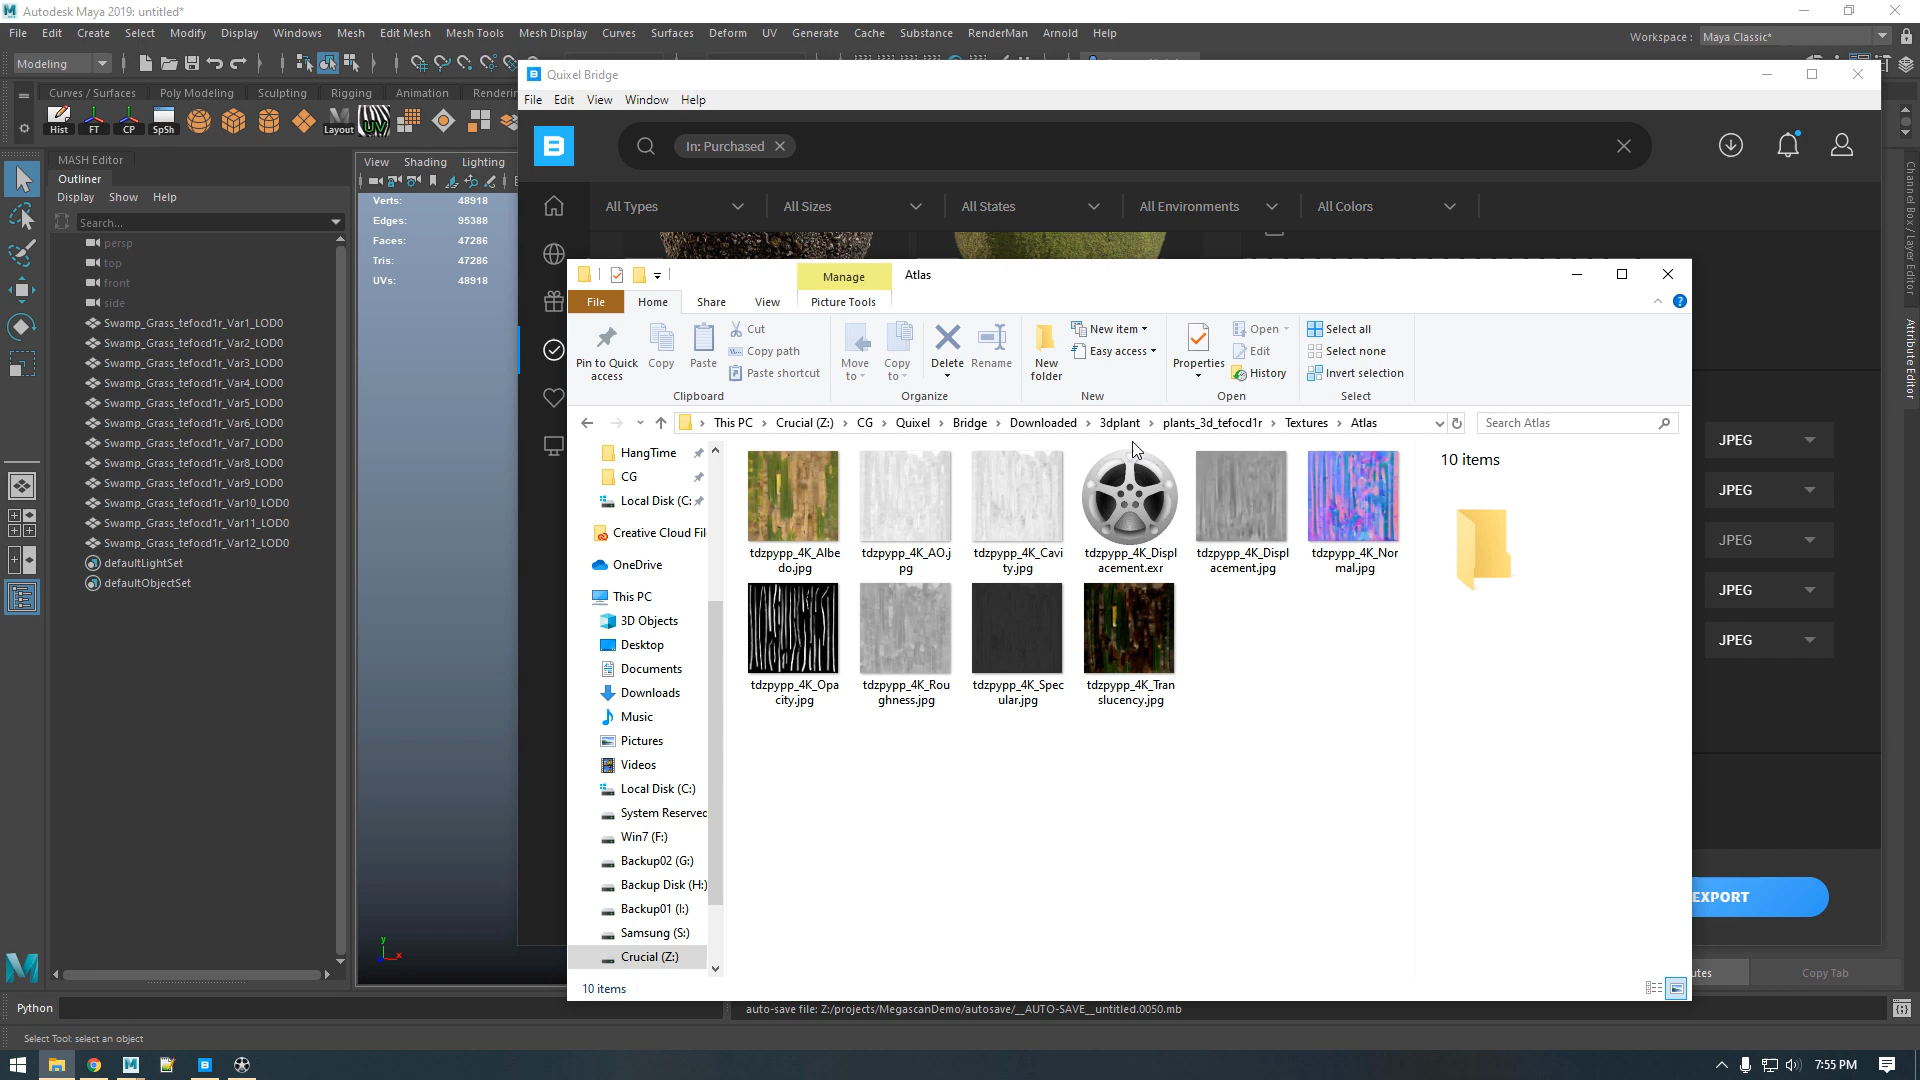 Autodesk Maya 2019: untitled*
File Edit Create Select Modify Display Windows Mesh Edit Mesh Mesh Tools Mesh Display Curves Surfaces Deform UV Generate Cache Substance RenderMan Arnold Help
Workspace : Maya Classic*
Modeling
Quixel Bridge
File Edit View Window Help
Curves / Surfaces Poly Modeling Sculpting Rigging Animation
Hist FT CP SpSh Layout UV
In: Purchased
MASH Editor
Outliner
Display Show Help
Search...
View Shading Lighting
Verts: 48918
Edges: 95388
Faces: 47286
Tris: 47286
UVs: 48918
All Types All Sizes All States All Environments All Colors
persp
top
front
side
Swamp_Grass_tefocd1r_Var1_LOD0
Swamp_Grass_tefocd1r_Var2_LOD0
Swamp_Grass_tefocd1r_Var3_LOD0
Swamp_Grass_tefocd1r_Var4_LOD0
Swamp_Grass_tefocd1r_Var5_LOD0
Swamp_Grass_tefocd1r_Var6_LOD0
Swamp_Grass_tefocd1r_Var7_LOD0
Swamp_Grass_tefocd1r_Var8_LOD0
Swamp_Grass_tefocd1r_Var9_LOD0
Swamp_Grass_tefocd1r_Var10_LOD0
Swamp_Grass_tefocd1r_Var11_LOD0
Swamp_Grass_tefocd1r_Var12_LOD0
defaultLightSet
defaultObjectSet
Manage Atlas
File Home Share View Picture Tools
Pin to Quick access
Copy
Paste
Cut
Copy path
Paste shortcut
Clipboard
Move to
Copy to
Delete
Rename
Organize
New folder
New item
Easy access
New
Properties
Open
Edit
History
Open
Select all
Select none
Invert selection
Select
This PC Crucial (Z:) CG Quixel Bridge Downloaded 3dplant plants_3d_tefocd1r Textures Atlas
Search Atlas
HangTime
CG
Local Disk (C:
Creative Cloud Fil
OneDrive
This PC
3D Objects
Desktop
Documents
Downloads
Music
Pictures
Videos
Local Disk (C:)
System Reserved
Win7 (F:)
Backup02 (G:)
Backup Disk (H:)
Backup01 (I:)
Samsung (S:)
Crucial (Z:)
tdzpypp_4K_Albedo.jpg
tdzpypp_4K_AO.jpg
tdzpypp_4K_Cavity.jpg
tdzpypp_4K_Displacement.exr
tdzpypp_4K_Displacement.jpg
tdzpypp_4K_Normal.jpg
tdzpypp_4K_Opacity.jpg
tdzpypp_4K_Roughness.jpg
tdzpypp_4K_Specular.jpg
tdzpypp_4K_Translucency.jpg
10 items
10 items
JPEG
JPEG
JPEG
JPEG
JPEG
EXPORT
Copy Tab
Channel Box / Layer Editor
Attribute Editor
Python
auto-save file: Z:/projects/MegascanDemo/autosave/__AUTO-SAVE__untitled.0050.mb
Select Tool: select an object
7:55 PM